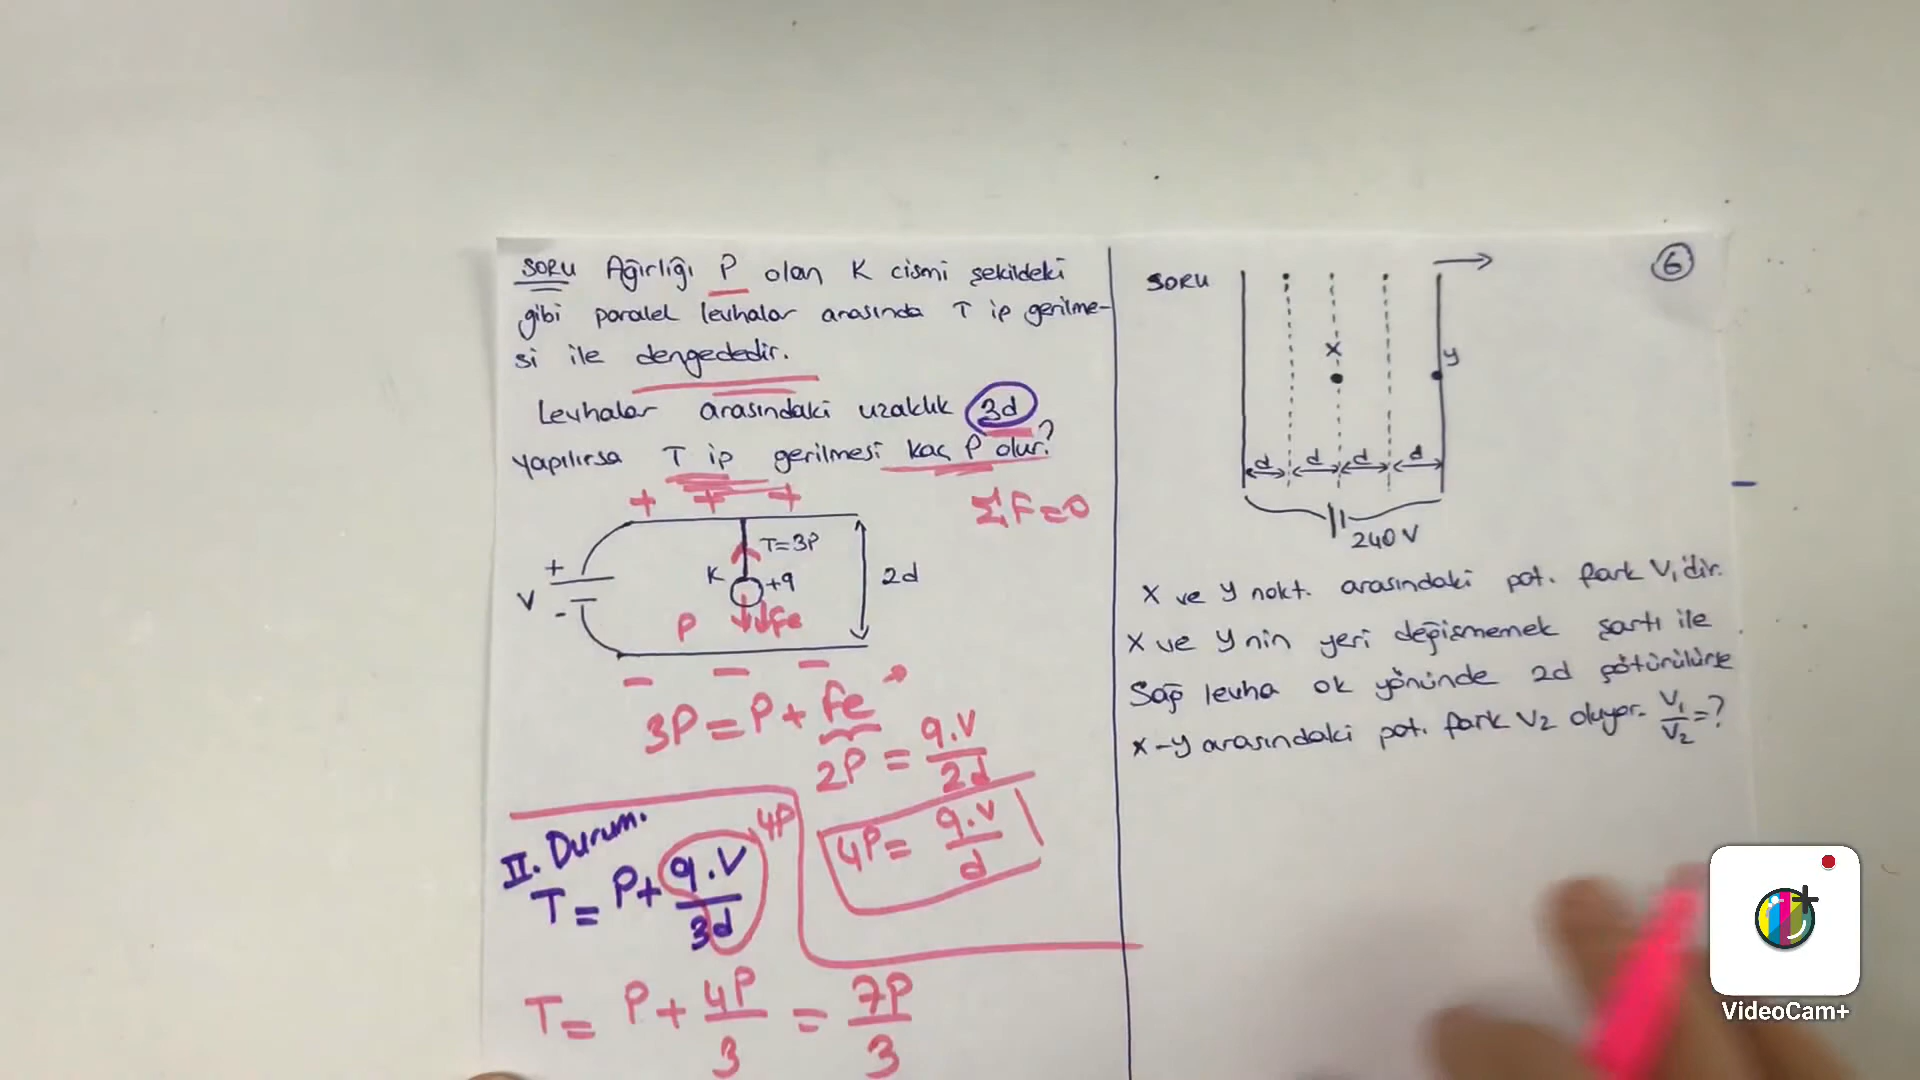 SORU Ağırlığı P olan K cismi şekildeki
gibi paralel levhalar arasında T ip gerilme-
si ile dengededir.
Levhalar arasındaki uzaklık 3d
yapılırsa T ip gerilmesi kaç P olur?
+ + +
ΣF=0
T=3P
K
+q
2d
+
V
-
P
Fe
- - -
3P = P + Fe
2P = q.V/2d
4P = q.V/d
II. Durum.
4P
T = P + q.V/3d
T = P + 4P/3 = 7P/3
6
SORU
x
y
d d d d
240 V
x ve y nokt. arasındaki pot. fark V₁'dir.
x ve y nin yeri değişmemek şartı ile
Sağ levha ok yönünde 2d götürülürse
x-y arasındaki pot. fark V₂ oluyor. V₁/V₂=?
VideoCam+